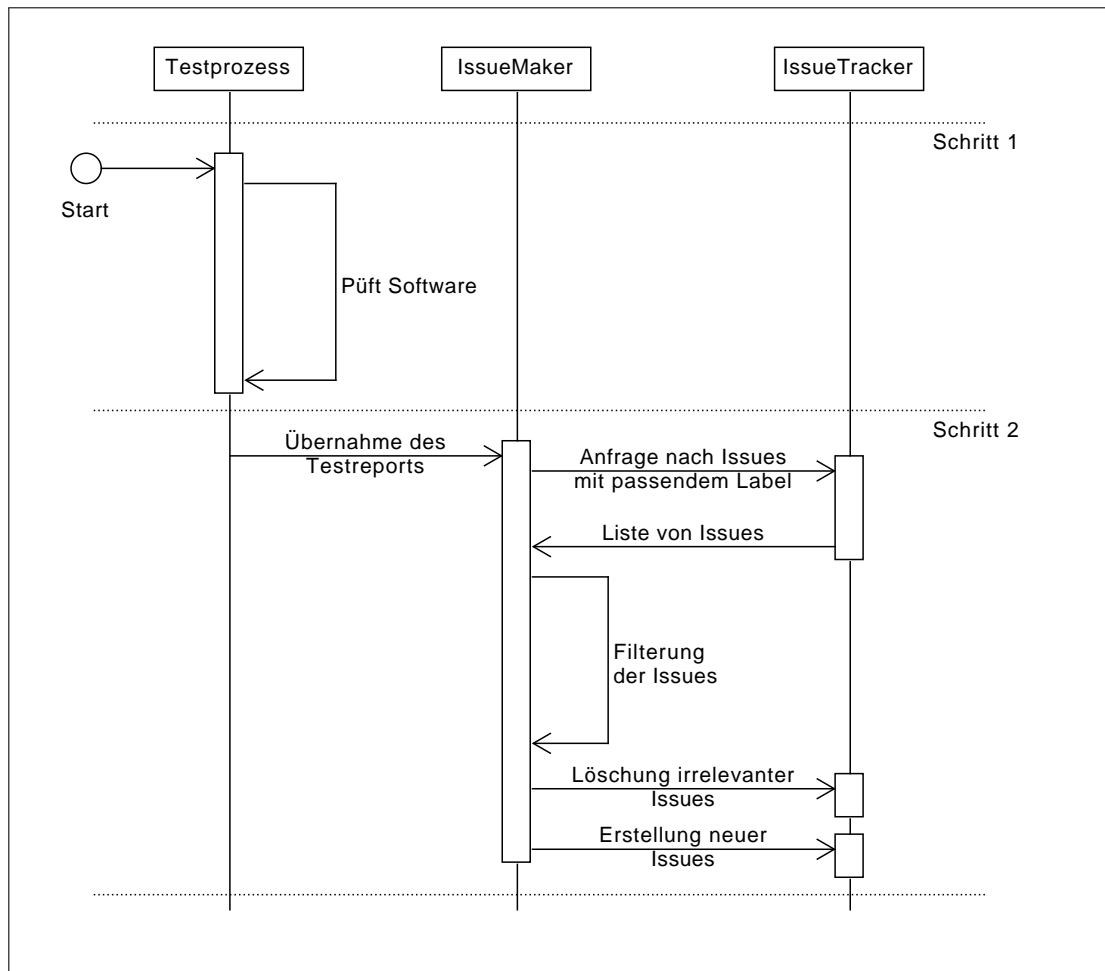 Testprozess
IssueMaker
IssueTracker
Schritt 1
Start
Püft Software
Schritt 2
Übernahme des
Testreports
Anfrage nach Issues
mit passendem Label
Liste von Issues
Filterung
der Issues
Löschung irrelevanter
Issues
Erstellung neuer
Issues